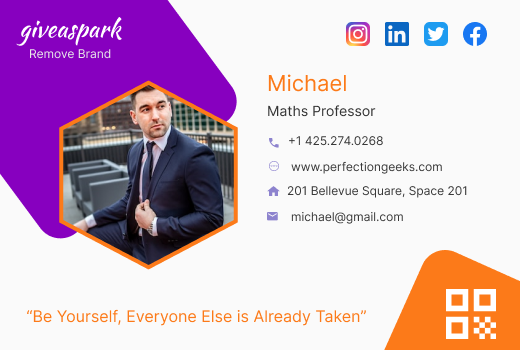 giveaspark
Remove Brand
Michael
Maths Professor
+1 425.274.0268
www.perfectiongeeks.com
201 Bellevue Square, Space 201
michael@gmail.com
“Be Yourself, Everyone Else is Already Taken”